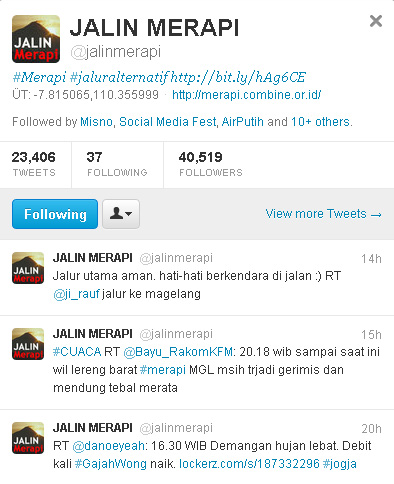 JALIN
Merapi
JALIN MERAPI
@jalinmerapi
#Merapi #jaluralternatif http://bit.ly/hAg6CE
ÜT: -7.815065,110.355999 http://merapi.combine.or.id/
Followed by Misno, Social Media Fest, AirPutih and 10+ others.
23,406 37 40,519
TWEETS FOLLOWING FOLLOWERS
Following View more Tweets →
JALIN
Merapi
JALIN MERAPI @jalinmerapi 14h
Jalur utama aman. hati-hati berkendara di jalan :) RT
@ji_rauf jalur ke magelang
JALIN
Merapi
JALIN MERAPI @jalinmerapi 15h
#CUACA RT @Bayu_RakomKFM: 20.18 wib sampai saat ini
wil lereng barat #merapi MGL msih trjadi gerimis dan
mendung tebal merata
JALIN
Merapi
JALIN MERAPI @jalinmerapi 20h
RT @danoeyeah: 16.30 WIB Demangan hujan lebat. Debit
kali #GajahWong naik. lockerz.com/s/187332296 #jogja